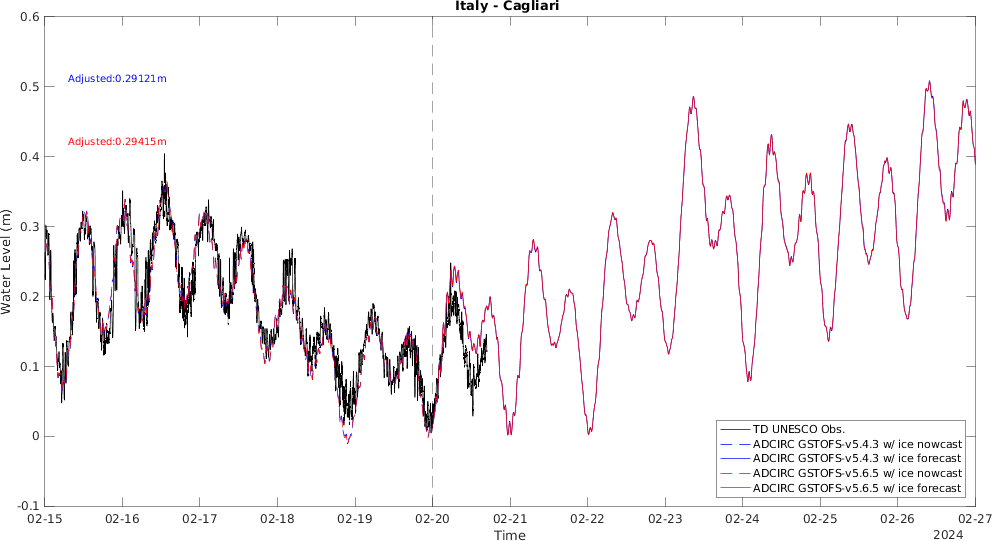 Italy - Cagliari
0.6
0.5
0.4
0.3
0.2
0.1
0
-0.1
Water Level (m)
Adjusted:0.29121m
Adjusted:0.29415m
TD UNESCO Obs.
ADCIRC GSTOFS-v5.4.3 w/ ice nowcast
ADCIRC GSTOFS-v5.4.3 w/ ice forecast
ADCIRC GSTOFS-v5.6.5 w/ ice nowcast
ADCIRC GSTOFS-v5.6.5 w/ ice forecast
02-15 02-16 02-17 02-18 02-19 02-20 02-21 02-22 02-23 02-24 02-25 02-26 02-27
Time
2024